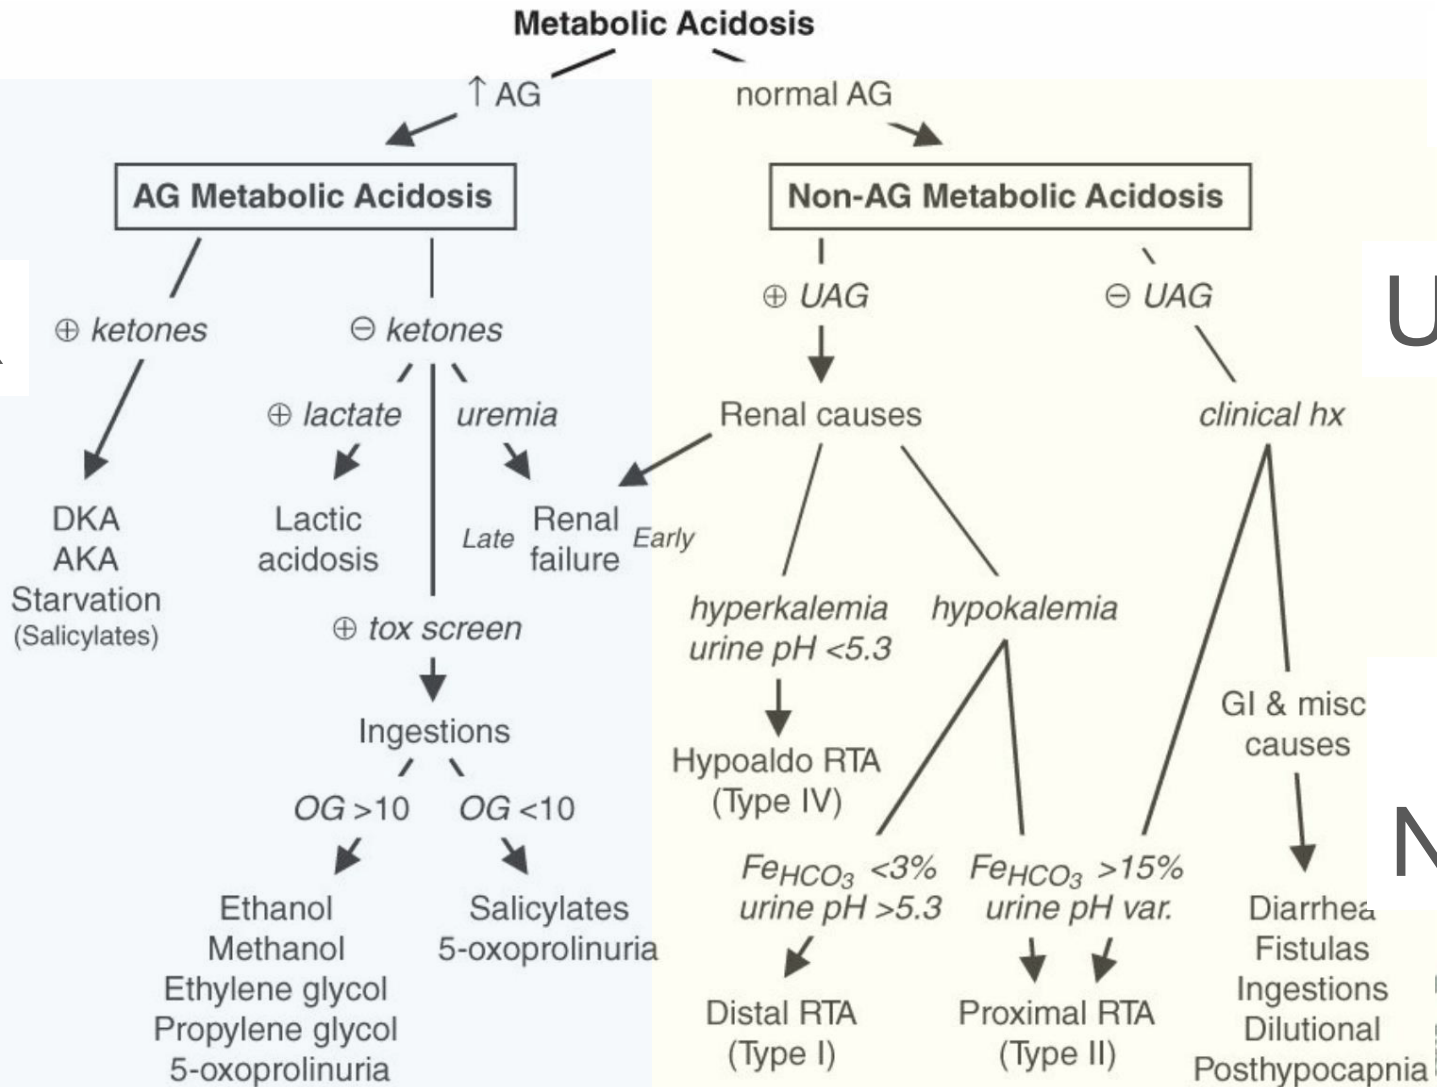 Metabolic Acidosis
↑ AG
normal AG
AG Metabolic Acidosis
Non-AG Metabolic Acidosis
⊕ UAG
⊖ UAG
U
⊕ ketones
⊖ ketones
⊕ lactate
uremia
Renal causes
clinical hx
DKA
AKA
Starvation
(Salicylates)
Lactic
acidosis
Late
Renal
failure
Early
⊕ tox screen
hyperkalemia
urine pH <5.3
hypokalemia
Ingestions
Hypoaldo RTA
(Type IV)
GI & misc
causes
OG >10
OG <10
N
FeHCO3 <3%
urine pH >5.3
FeHCO3 >15%
urine pH var.
Ethanol
Methanol
Ethylene glycol
Propylene glycol
5-oxoprolinuria
Salicylates
5-oxoprolinuria
Distal RTA
(Type I)
Proximal RTA
(Type II)
Diarrhea
Fistulas
Ingestions
Dilutional
Posthypocapnia